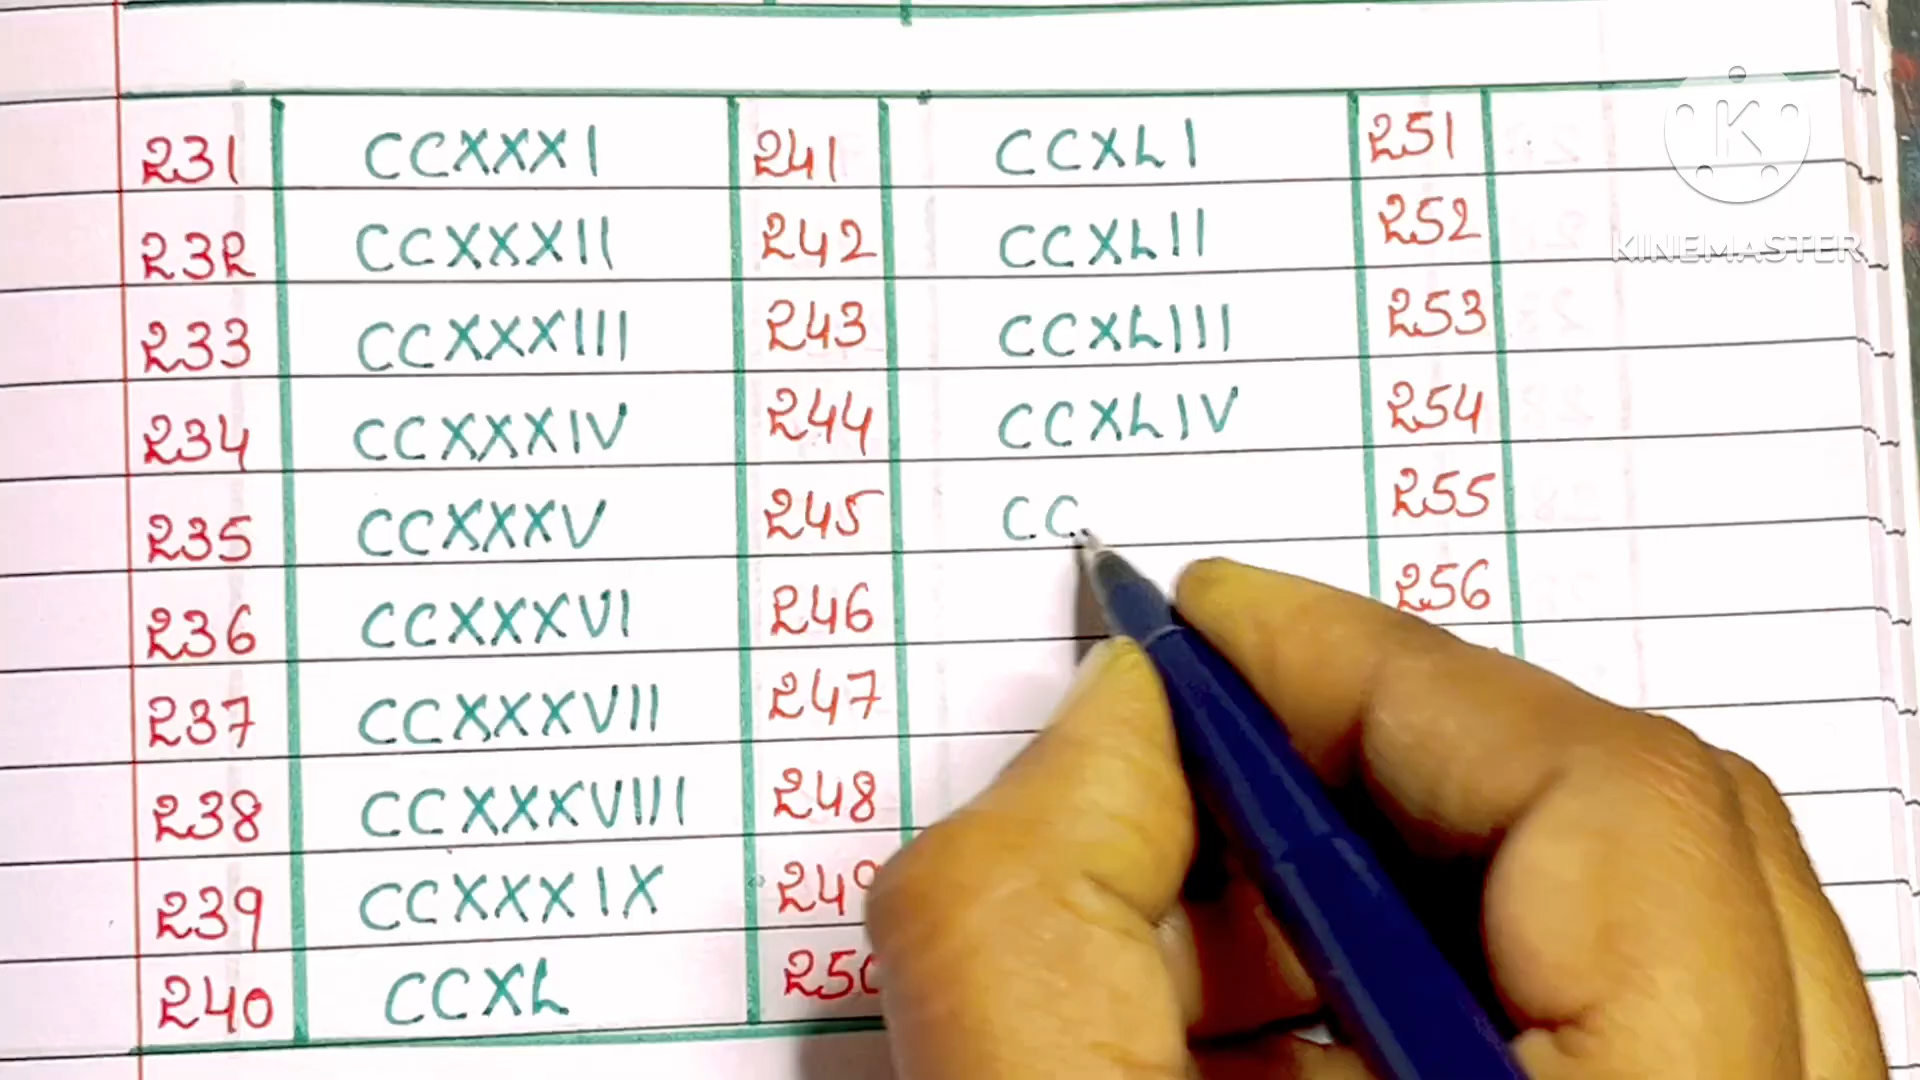 231 CCXXXI 241 CCXLI 251
232 CCXXXII 242 CCXLII 252
233 CCXXXIII 243 CCXLIII 253
234 CCXXXIV 244 CCXLIV 254
235 CCXXXV 245 CC 255
236 CCXXXVI 246 256
237 CCXXXVII 247
238 CCXXXVIII 248
239 CCXXXIX 249
240 CCXL 250
K
KINEMASTER